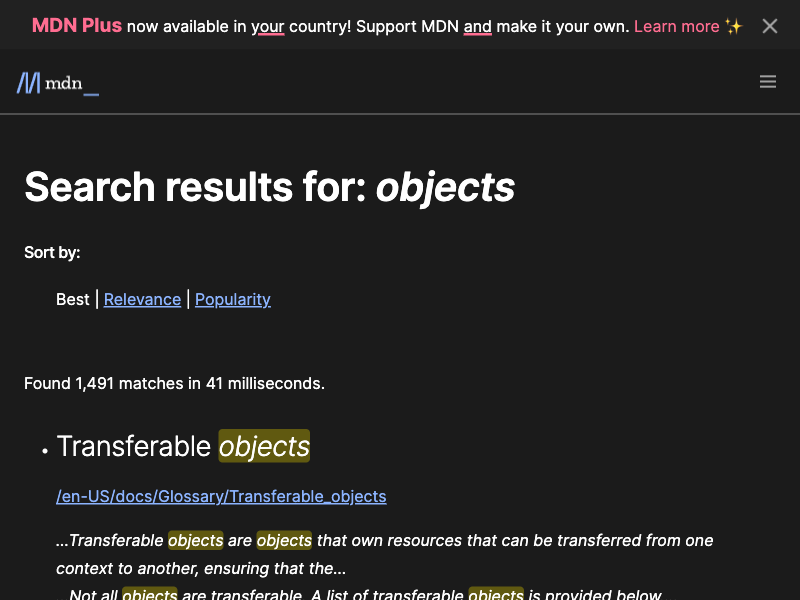 MDN Plus now available in your country! Support MDN and make it your own. Learn more ✨
mdn_
Search results for: objects
Sort by:
Best | Relevance | Popularity
Found 1,491 matches in 41 milliseconds.
• Transferable objects
/en-US/docs/Glossary/Transferable_objects
…Transferable objects are objects that own resources that can be transferred from one
context to another, ensuring that the…
…Not all objects are transferable. A list of transferable objects is provided below